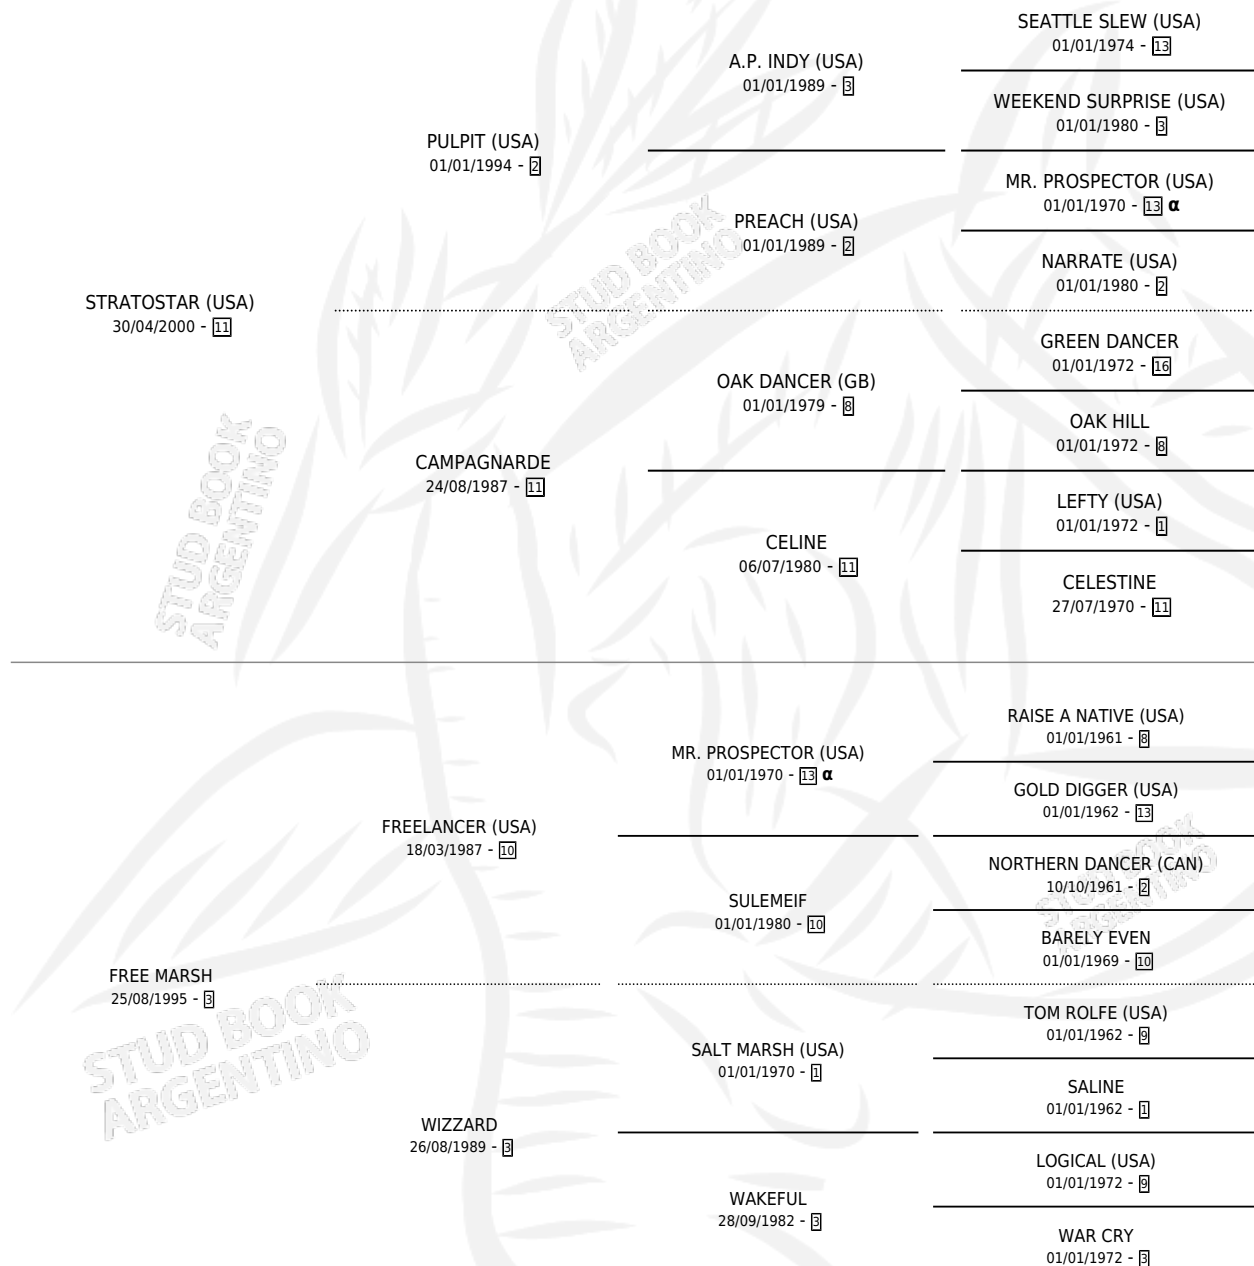 SEATTLE SLEW (USA)
01/01/1974 - 13
A.P. INDY (USA)
01/01/1989 - 3
WEEKEND SURPRISE (USA)
01/01/1980 - 3
PULPIT (USA)
01/01/1994 - 2
MR. PROSPECTOR (USA)
01/01/1970 - 13 α
PREACH (USA)
01/01/1989 - 2
NARRATE (USA)
01/01/1980 - 2
STRATOSTAR (USA)
30/04/2000 - 11
GREEN DANCER
01/01/1972 - 16
OAK DANCER (GB)
01/01/1979 - 8
OAK HILL
01/01/1972 - 8
CAMPAGNARDE
24/08/1987 - 11
LEFTY (USA)
01/01/1972 - 1
CELINE
06/07/1980 - 11
CELESTINE
27/07/1970 - 11
RAISE A NATIVE (USA)
01/01/1961 - 8
MR. PROSPECTOR (USA)
01/01/1970 - 13 α
GOLD DIGGER (USA)
01/01/1962 - 13
FREELANCER (USA)
18/03/1987 - 10
NORTHERN DANCER (CAN)
10/10/1961 - 2
SULEMEIF
01/01/1980 - 10
BARELY EVEN
01/01/1969 - 10
FREE MARSH
25/08/1995 - 3
TOM ROLFE (USA)
01/01/1962 - 9
SALT MARSH (USA)
01/01/1970 - 1
SALINE
01/01/1962 - 1
WIZZARD
26/08/1989 - 3
LOGICAL (USA)
01/01/1972 - 9
WAKEFUL
28/09/1982 - 3
WAR CRY
01/01/1972 - 3
STUD BOOK
ARGENTINO
STUD BOOK
ARGENTINO
STUD BOOK
ARGENTINO
STUD BOOK
ARGENTINO